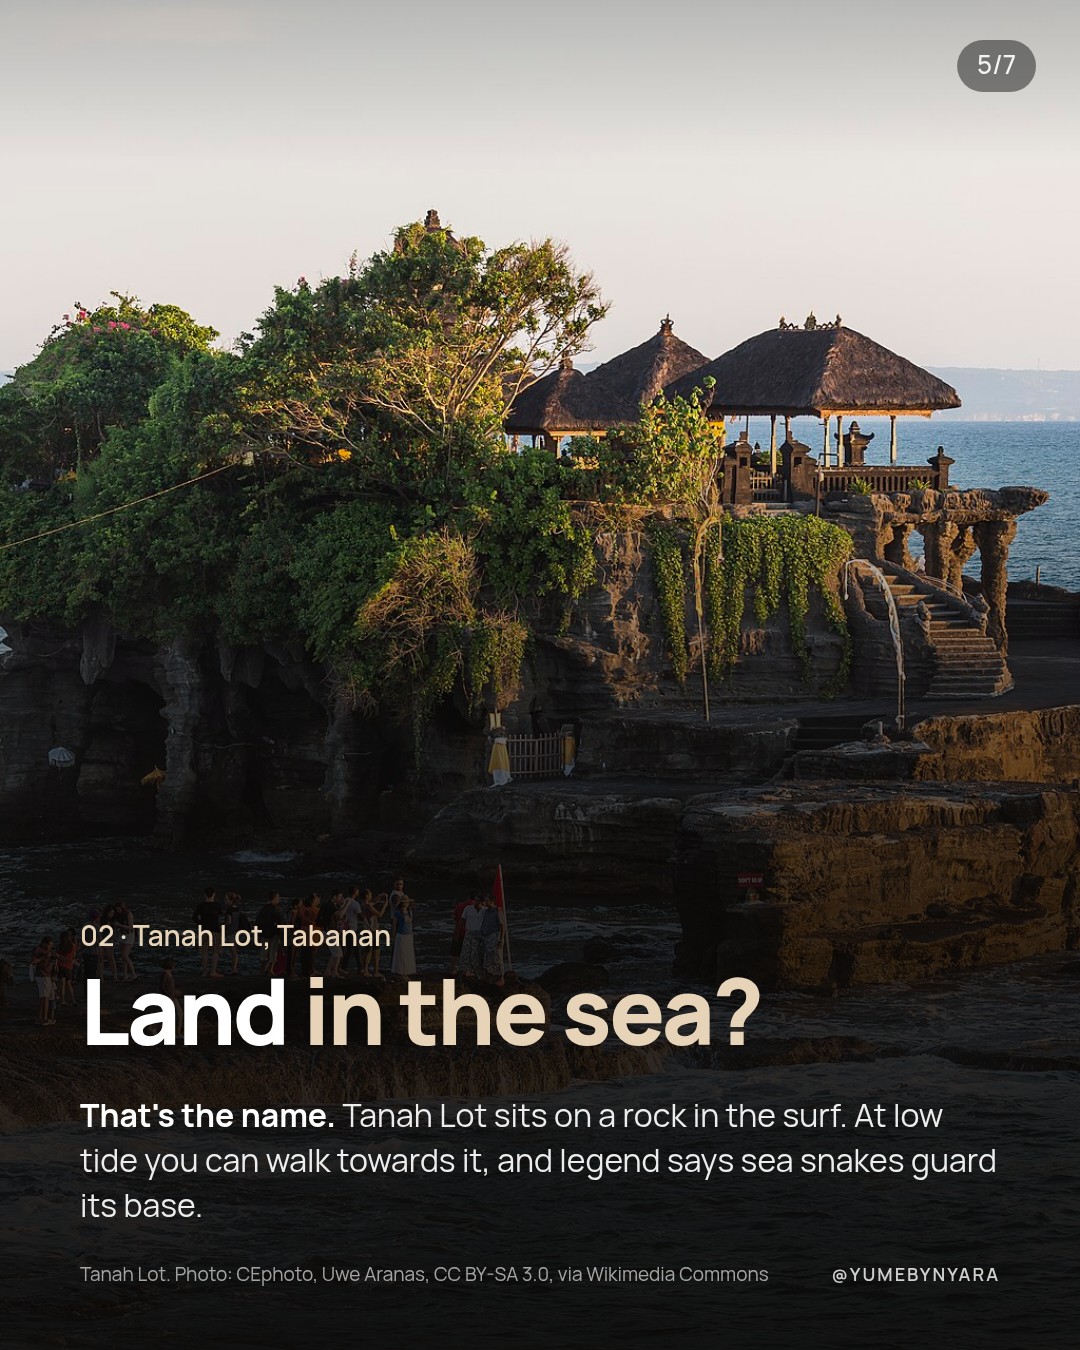 5/7
02 · Tanah Lot, Tabanan
Land in the sea?
That's the name. Tanah Lot sits on a rock in the surf. At low
tide you can walk towards it, and legend says sea snakes guard
its base.
Tanah Lot. Photo: CEphoto, Uwe Aranas, CC BY-SA 3.0, via Wikimedia Commons
@YUMEBYNYARA